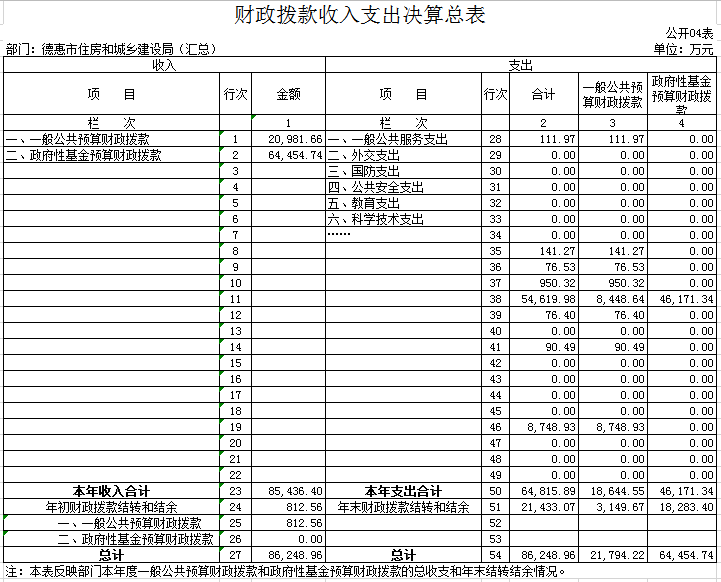 财政拨款收入支出决算总表
公开04表
部门：德惠市住房和城乡建设局（汇总） 单位：万元
收入 支出
项 目 行次 金额 项 目 行次 合计 一般公共预算财政拨款 政府性基金预算财政拨款
栏 次 1 栏 次 2 3 4
一、一般公共预算财政拨款 1 20,981.66 一、一般公共服务支出 28 111.97 111.97 0.00
二、政府性基金预算财政拨款 2 64,454.74 二、外交支出 29 0.00 0.00 0.00
3 三、国防支出 30 0.00 0.00 0.00
4 四、公共安全支出 31 0.00 0.00 0.00
5 五、教育支出 32 0.00 0.00 0.00
6 六、科学技术支出 33 0.00 0.00 0.00
7 …… 34 0.00 0.00 0.00
8 35 141.27 141.27 0.00
9 36 76.53 76.53 0.00
10 37 950.32 950.32 0.00
11 38 54,619.98 8,448.64 46,171.34
12 39 76.40 76.40 0.00
13 40 0.00 0.00 0.00
14 41 90.49 90.49 0.00
15 42 0.00 0.00 0.00
16 43 0.00 0.00 0.00
17 44 0.00 0.00 0.00
18 45 0.00 0.00 0.00
19 46 8,748.93 8,748.93 0.00
20 47 0.00 0.00 0.00
21 48 0.00 0.00 0.00
22 49 0.00 0.00 0.00
本年收入合计 23 85,436.40 本年支出合计 50 64,815.89 18,644.55 46,171.34
年初财政拨款结转和结余 24 812.56 年末财政拨款结转和结余 51 21,433.07 3,149.67 18,283.40
一、一般公共预算财政拨款 25 812.56 52
二、政府性基金预算财政拨款 26 0.00 53
总计 27 86,248.96 总计 54 86,248.96 21,794.22 64,454.74
注：本表反映部门本年度一般公共预算财政拨款和政府性基金预算财政拨款的总收支和年末结转结余情况。